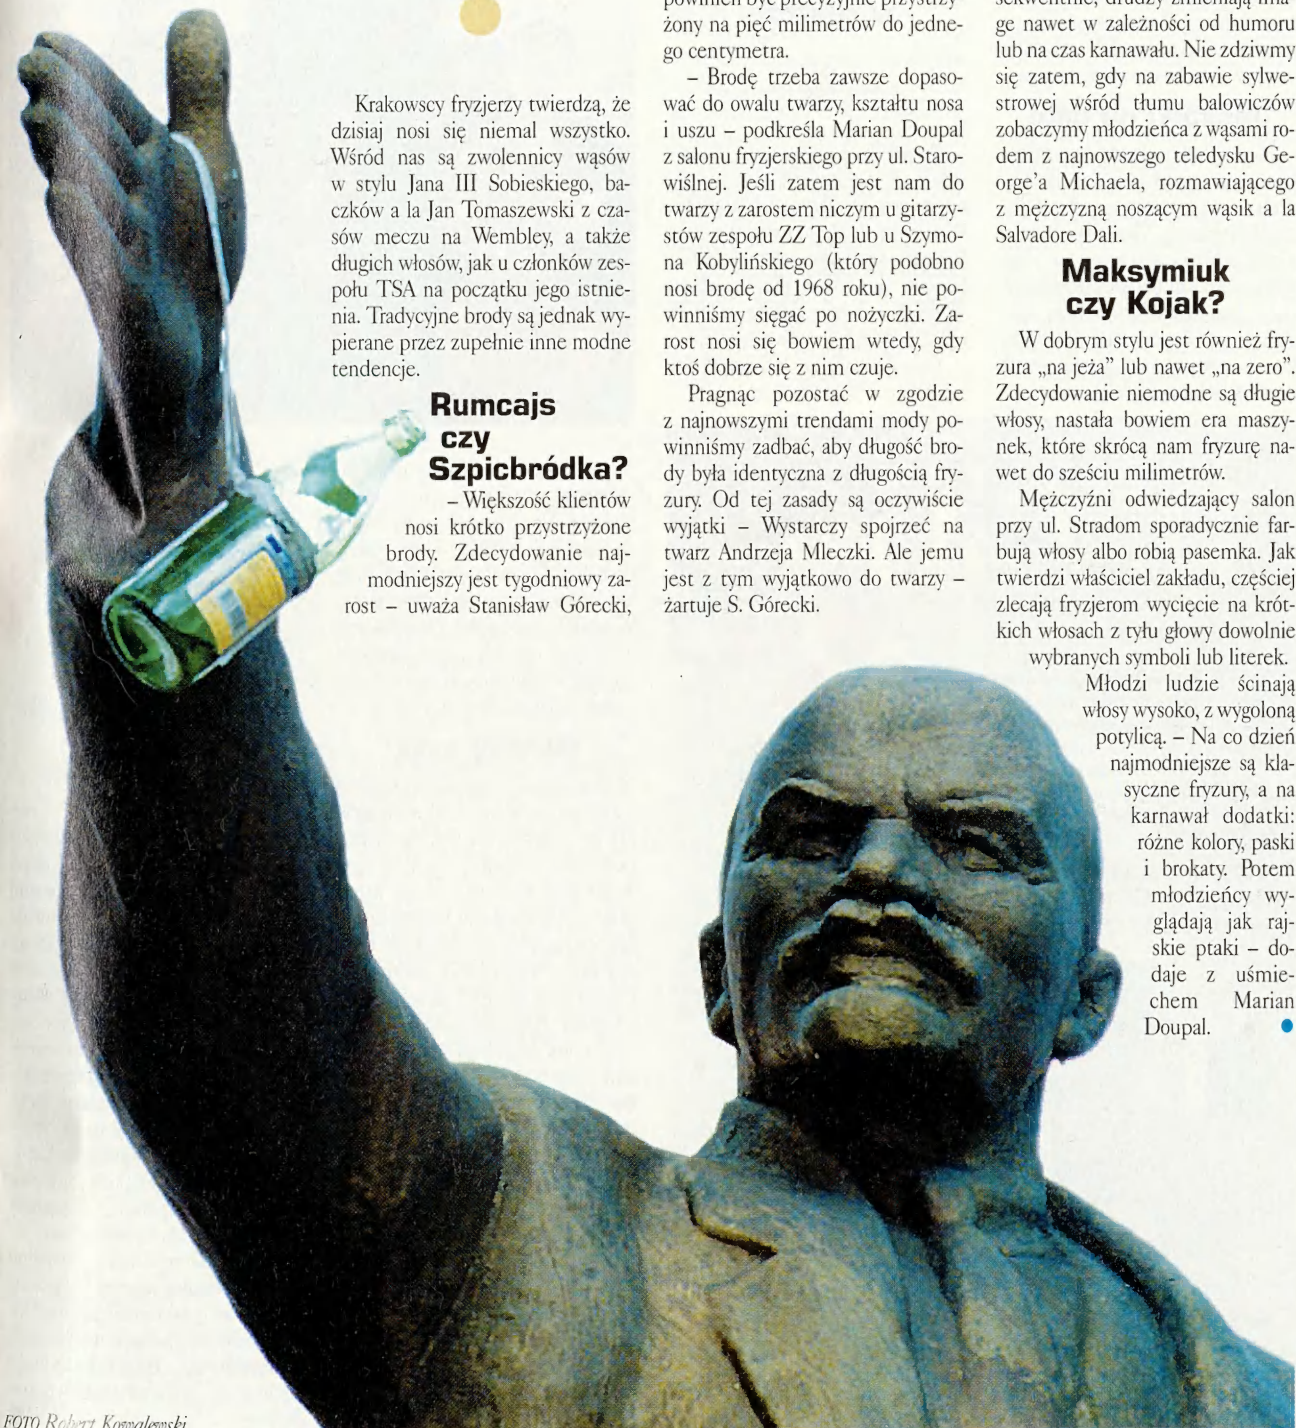 Krakowscy fryzjerzy twierdzą, że
dzisiaj nosi się niemal wszystko.
Wśród nas są zwolennicy wąsów
w stylu Jana III Sobieskiego, ba-
czków a la Jan Tomaszewski z cza-
sów meczu na Wembley, a także
długich włosów, jak u członków zes-
połu TSA na początku jego istnie-
nia. Tradycyjne brody są jednak wy-
pierane przez zupełnie inne modne
tendencje.
Rumcajs
czy
Szpicbródka?
– Większość klientów
nosi krótko przystrzyżone
brody. Zdecydowanie naj-
modniejszy jest tygodniowy za-
rost – uważa Stanisław Górecki,
powinien być precyzyjnie przystrzy-
żony na pięć milimetrów do jedne-
go centymetra.
– Brodę trzeba zawsze dopaso-
wać do owalu twarzy, kształtu nosa
i uszu – podkreśla Marian Doupal
z salonu fryzjerskiego przy ul. Staro-
wiślnej. Jeśli zatem jest nam do
twarzy z zarostem niczym u gitarzy-
stów zespołu ZZ Top lub u Szymo-
na Kobylińskiego (który podobno
nosi brodę od 1968 roku), nie po-
winniśmy sięgać po nożyczki. Za-
rost nosi się bowiem wtedy, gdy
ktoś dobrze się z nim czuje.
Pragnąc pozostać w zgodzie
z najnowszymi trendami mody po-
winniśmy zadbać, aby długość bro-
dy była identyczna z długością fry-
zury. Od tej zasady są oczywiście
wyjątki – Wystarczy spojrzeć na
twarz Andrzeja Mleczki. Ale jemu
jest z tym wyjątkowo do twarzy –
żartuje S. Górecki.
sekwentnie, drudzy zmieniają ima-
ge nawet w zależności od humoru
lub na czas karnawału. Nie zdziwmy
się zatem, gdy na zabawie sylwe-
strowej wśród tłumu balowiczów
zobaczymy młodzieńca z wąsami ro-
dem z najnowszego teledysku Ge-
orge'a Michaela, rozmawiającego
z mężczyzną noszącym wąsik a la
Salvadore Dali.
Maksymiuk
czy Kojak?
W dobrym stylu jest również fry-
zura „na jeża” lub nawet „na zero”.
Zdecydowanie niemodne są długie
włosy, nastała bowiem era maszy-
nek, które skrócą nam fryzurę na-
wet do sześciu milimetrów.
Mężczyźni odwiedzający salon
przy ul. Stradom sporadycznie far-
bują włosy albo robią pasemka. Jak
twierdzi właściciel zakładu, częściej
zlecają fryzjerom wycięcie na krót-
kich włosach z tyłu głowy dowolnie
wybranych symboli lub literek.
Młodzi ludzie ścinają
włosy wysoko, z wygoloną
potylicą. – Na co dzień
najmodniejsze są kla-
syczne fryzury, a na
karnawał dodatki:
różne kolory, paski
i brokaty. Potem
młodzieńcy wy-
glądają jak raj-
skie ptaki – do-
daje z uśmie-
chem Marian
Doupal.
FOTO Robert Kowalewski